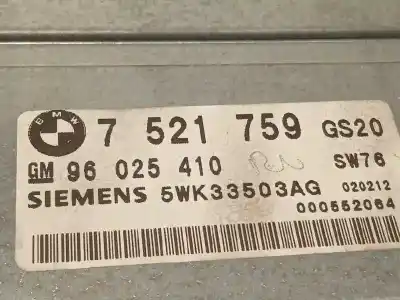 BMW 7 521 759 GS20
GM 96 025 410 SW76
SIEMENS 5WK33503AG 020212
000552064